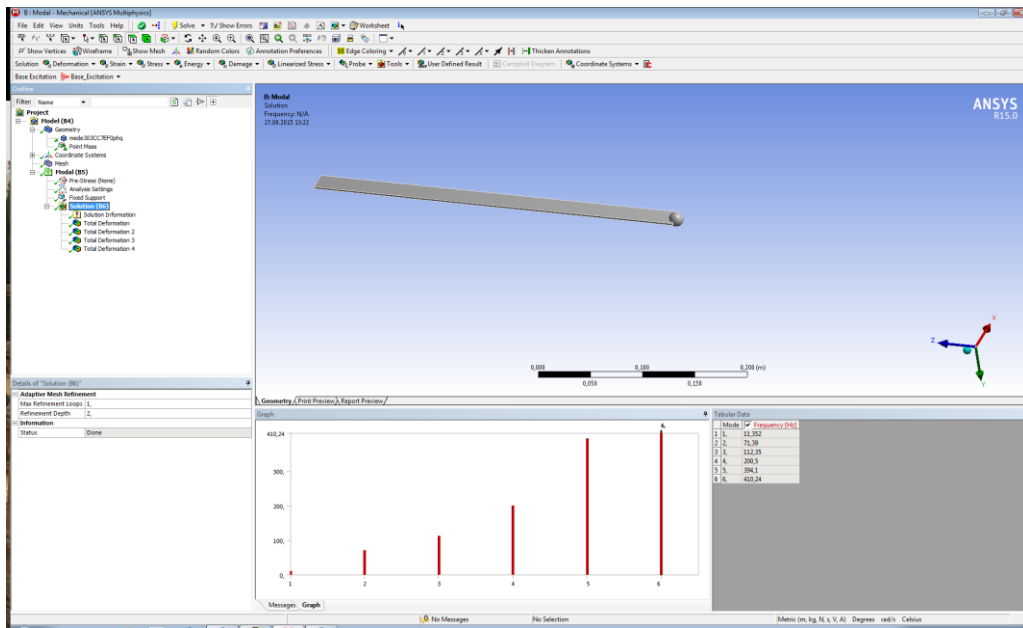 B : Modal - Mechanical [ANSYS Multiphysics]
File Edit View Units Tools Help Solve ?/ Show Errors Worksheet
Show Vertices Wireframe Show Mesh Random Colors Annotation Preferences Edge Coloring Thicken Annotations
Solution Deformation Strain Stress Energy Damage Linearized Stress Probe Tools User Defined Result Campbell Diagram Coordinate Systems
Base Excitation Base_Excitation
Outline
Filter: Name
Project
Model (B4)
Geometry
Point Mass
Coordinate Systems
Mesh
Modal (B5)
Pre-Stress (None)
Analysis Settings
Fixed Support
Solution (B6)
Solution Information
Total Deformation
Total Deformation 2
Total Deformation 3
Total Deformation 4
B: Modal
Solution
Frequency: N/A
27.08.2015 13:22
ANSYS
R15.0
X
Z
Y
0,000 0,100 0,200 (m)
0,050 0,150
Geometry Print Preview Report Preview
Details of "Solution (B6)"
Adaptive Mesh Refinement
Max Refinement Loops 1,
Refinement Depth 2,
Information
Status Done
Graph
6,
410,24
300,
200,
100,
0,
1 2 3 4 5 6
Messages Graph
Tabular Data
Mode Frequency [Hz]
1 1, 11,352
2 2, 71,39
3 3, 112,35
4 4, 200,5
5 5, 394,1
6 6, 410,24
No Messages No Selection Metric (m, kg, N, s, V, A) Degrees rad/s Celsius